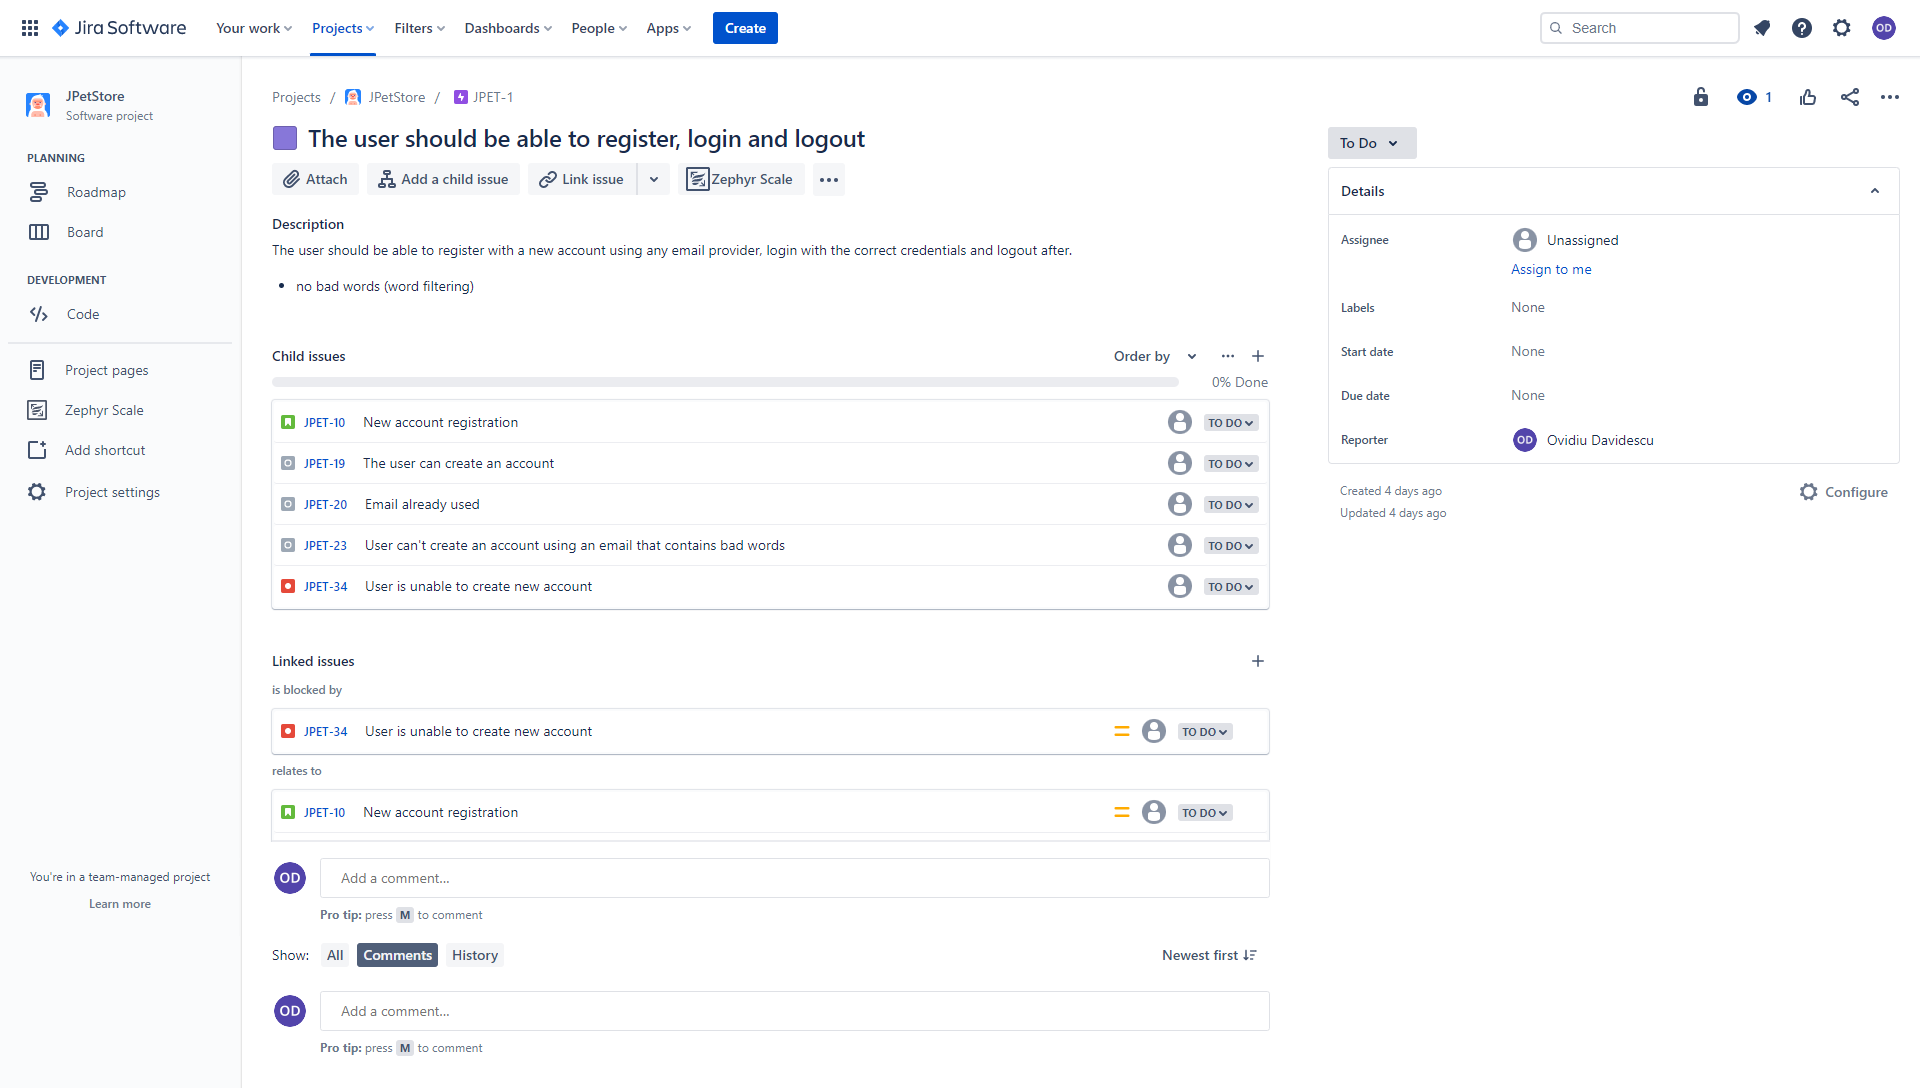 Jira Software
Your work
Projects
Filters
Dashboards
People
Apps
Create
Search
OD
JPetStore
Software project
PLANNING
Roadmap
Board
DEVELOPMENT
Code
Project pages
Zephyr Scale
Add shortcut
Project settings
You're in a team-managed project
Learn more
Projects / JPetStore / JPET-1
1
The user should be able to register, login and logout
Attach
Add a child issue
Link issue
Zephyr Scale
Description
The user should be able to register with a new account using any email provider, login with the correct credentials and logout after.
• no bad words (word filtering)
Child issues
Order by
0% Done
JPET-10 New account registration TO DO
JPET-19 The user can create an account TO DO
JPET-20 Email already used TO DO
JPET-23 User can't create an account using an email that contains bad words TO DO
JPET-34 User is unable to create new account TO DO
Linked issues
is blocked by
JPET-34 User is unable to create new account TO DO
relates to
JPET-10 New account registration TO DO
OD
Add a comment...
Pro tip: press M to comment
Show: All Comments History
Newest first
OD
Add a comment...
Pro tip: press M to comment
To Do
Details
Assignee Unassigned
Assign to me
Labels None
Start date None
Due date None
Reporter OD Ovidiu Davidescu
Created 4 days ago
Updated 4 days ago
Configure